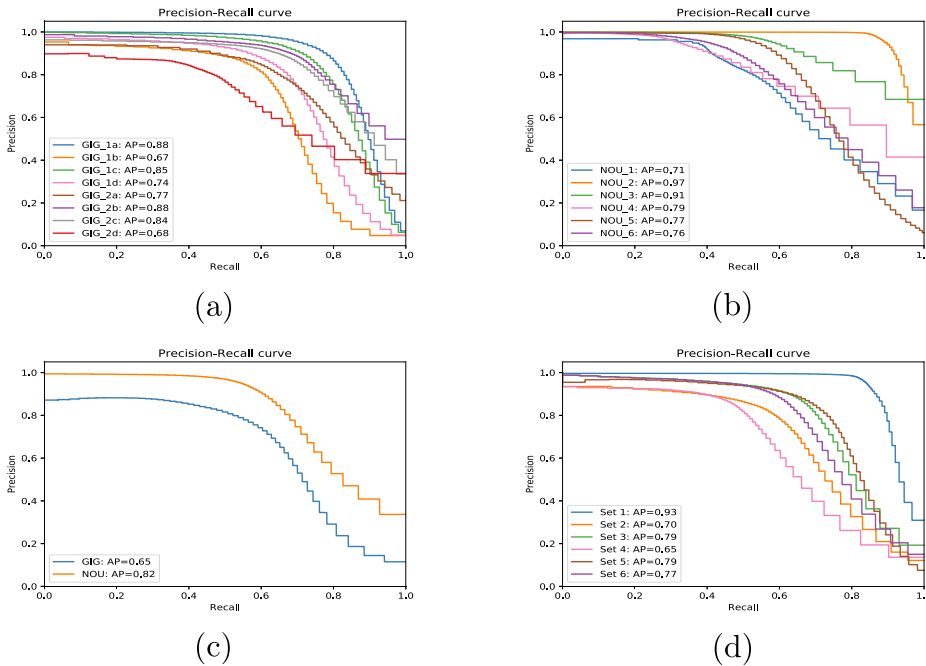 Precision-Recall curve
1.0
0.8
0.6
0.4
0.2
0.0
Precision
GIG_1a: AP=0.88
GIG_1b: AP=0.67
GIG_1c: AP=0.85
GIG_1d: AP=0.74
GIG_2a: AP=0.77
GIG_2b: AP=0.88
GIG_2c: AP=0.84
GIG_2d: AP=0.68
0.0 0.2 0.4 0.6 0.8 1.0
Recall
(a)
Precision-Recall curve
1.0
0.8
0.6
0.4
0.2
0.0
Precision
NOU_1: AP=0.71
NOU_2: AP=0.97
NOU_3: AP=0.91
NOU_4: AP=0.79
NOU_5: AP=0.77
NOU_6: AP=0.76
0.0 0.2 0.4 0.6 0.8 1.0
Recall
(b)
Precision-Recall curve
1.0
0.8
0.6
0.4
0.2
0.0
Precision
GIG: AP=0.65
NOU: AP=0.82
0.0 0.2 0.4 0.6 0.8 1.0
Recall
(c)
Precision-Recall curve
1.0
0.8
0.6
0.4
0.2
0.0
Precision
Set 1: AP=0.93
Set 2: AP=0.70
Set 3: AP=0.79
Set 4: AP=0.65
Set 5: AP=0.79
Set 6: AP=0.77
0.0 0.2 0.4 0.6 0.8 1.0
Recall
(d)